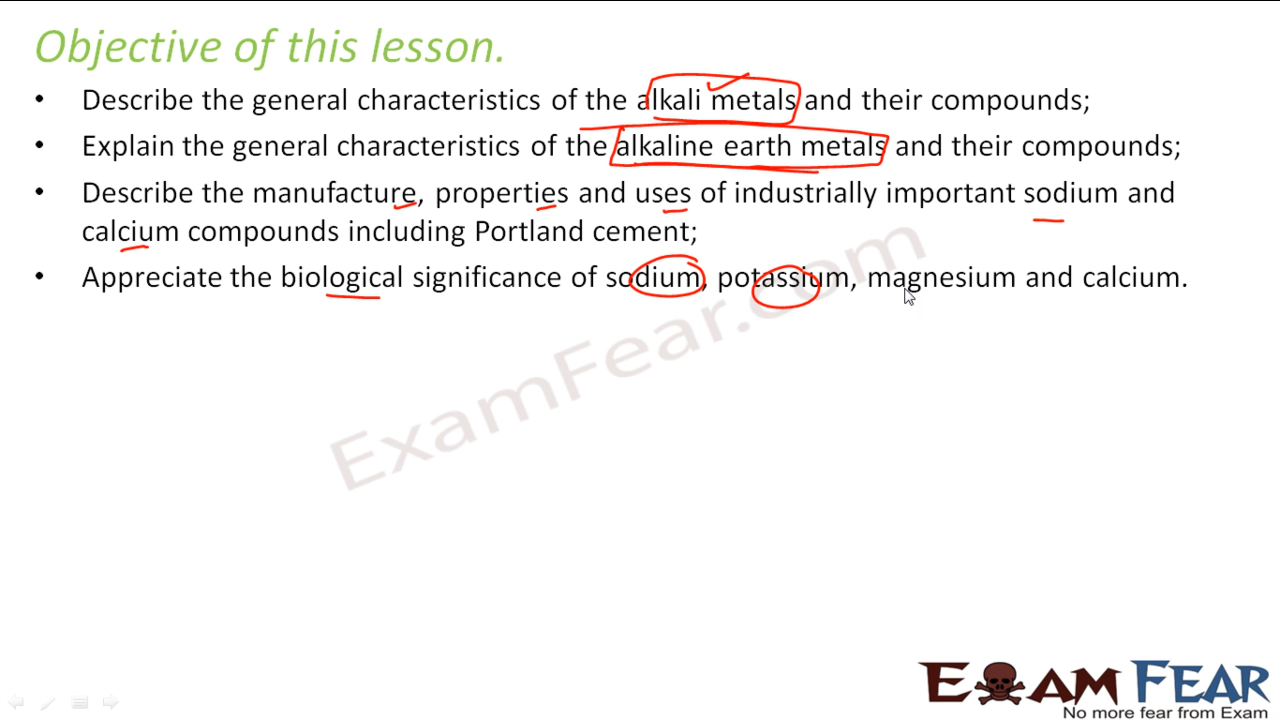 Objective of this lesson.
• Describe the general characteristics of the alkali metals and their compounds;
• Explain the general characteristics of the alkaline earth metals and their compounds;
• Describe the manufacture, properties and uses of industrially important sodium and
calcium compounds including Portland cement;
• Appreciate the biological significance of sodium, potassium, magnesium and calcium.
ExamFear.com
EXAM FEAR
No more fear from Exam